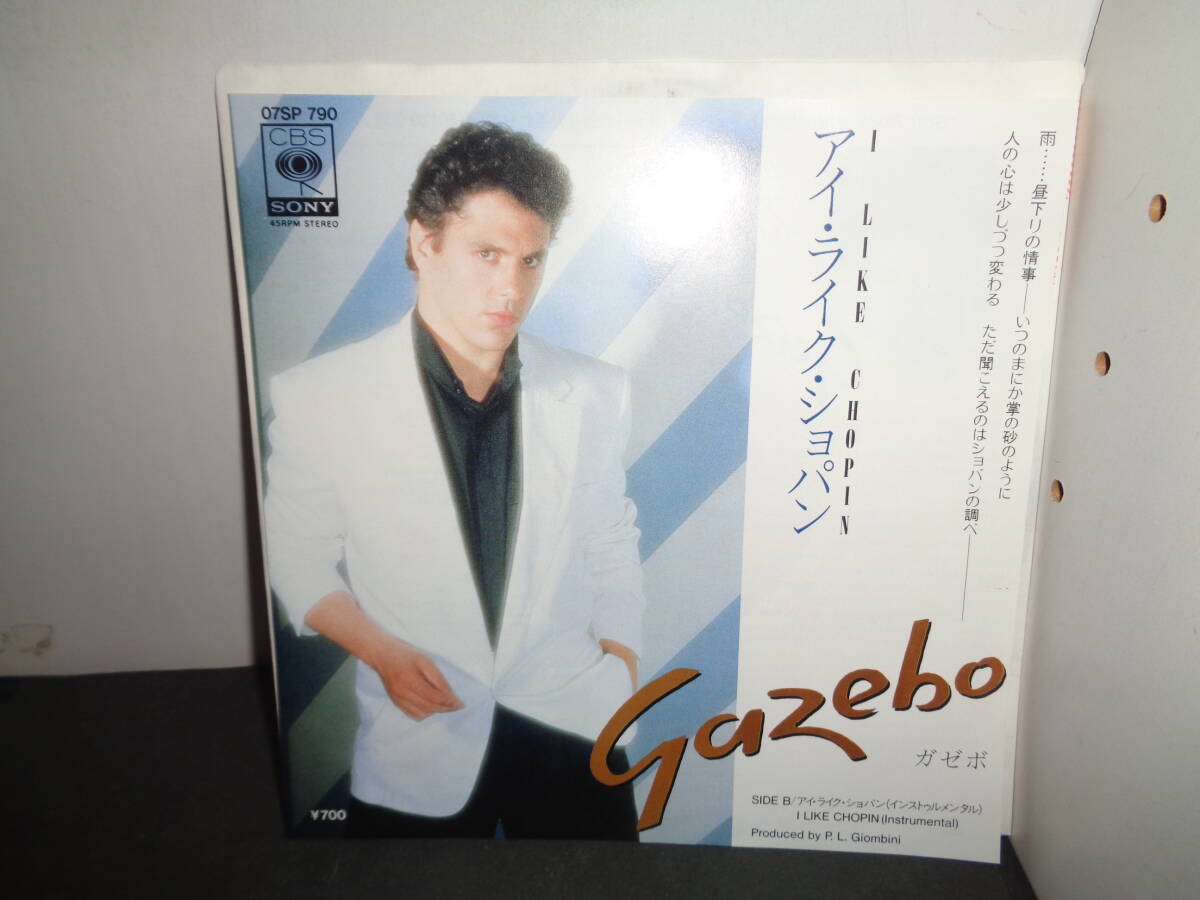 07SP 790
CBS
SONY
45RPM STEREO
雨……昼下りの情事――いつのまにか掌の砂のように
人の心は少しづつ変わる　ただ聞こえるのはショパンの調べ――
I LIKE CHOPIN
アイ・ライク・ショパン
Gazebo
ガゼボ
SIDE B/アイ・ライク・ショパン(インストゥルメンタル)
I LIKE CHOPIN(Instrumental)
Produced by P. L. Giombini
¥700